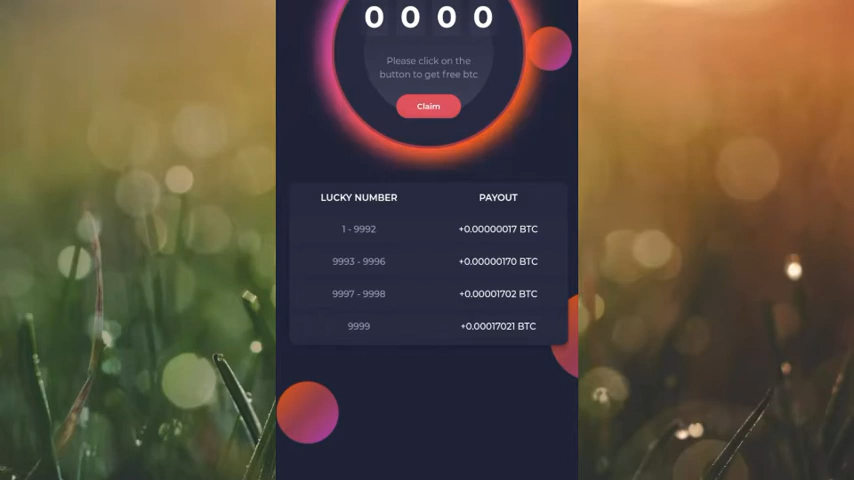 0 0 0 0
Please click on the
button to get free btc
Claim
LUCKY NUMBER PAYOUT
1 - 9992 +0.00000017 BTC
9993 - 9996 +0.00000170 BTC
9997 - 9998 +0.00001702 BTC
9999 +0.00017021 BTC